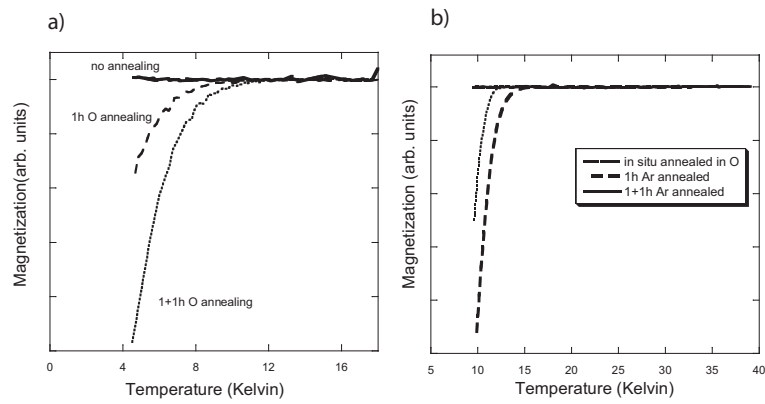 a)
no annealing
1h O annealing
1+1h O annealing
Magnetization(arb. units)
0
4
8
12
16
Temperature (Kelvin)
b)
in situ annealed in O
1h Ar annealed
1+1h Ar annealed
Magnetization (arb. units)
5
10
15
20
25
30
35
40
Temperature (Kelvin)